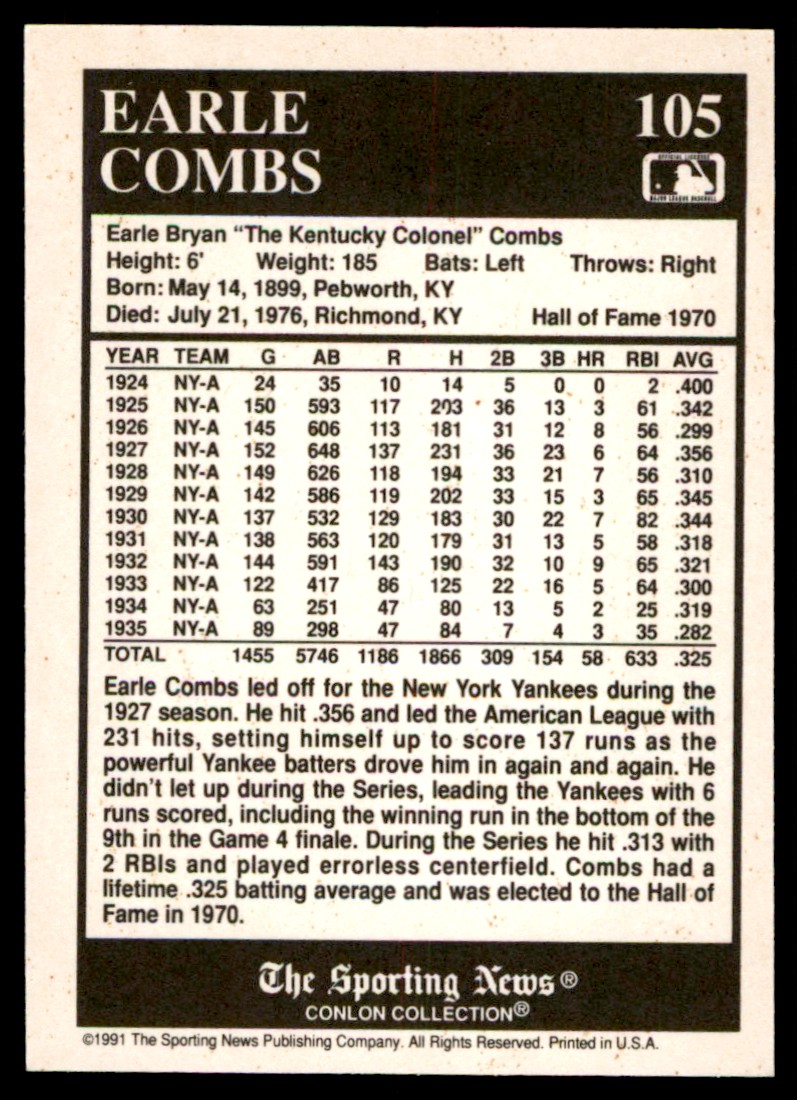 EARLE
COMBS
105
OFFICIAL LICENSEE
MAJOR LEAGUE BASEBALL
Earle Bryan “The Kentucky Colonel” Combs
Height: 6' Weight: 185 Bats: Left Throws: Right
Born: May 14, 1899, Pebworth, KY
Died: July 21, 1976, Richmond, KY Hall of Fame 1970
YEAR TEAM G AB R H 2B 3B HR RBI AVG
1924 NY-A 24 35 10 14 5 0 0 2 .400
1925 NY-A 150 593 117 203 36 13 3 61 .342
1926 NY-A 145 606 113 181 31 12 8 56 .299
1927 NY-A 152 648 137 231 36 23 6 64 .356
1928 NY-A 149 626 118 194 33 21 7 56 .310
1929 NY-A 142 586 119 202 33 15 3 65 .345
1930 NY-A 137 532 129 183 30 22 7 82 .344
1931 NY-A 138 563 120 179 31 13 5 58 .318
1932 NY-A 144 591 143 190 32 10 9 65 .321
1933 NY-A 122 417 86 125 22 16 5 64 .300
1934 NY-A 63 251 47 80 13 5 2 25 .319
1935 NY-A 89 298 47 84 7 4 3 35 .282
TOTAL 1455 5746 1186 1866 309 154 58 633 .325
Earle Combs led off for the New York Yankees during the
1927 season. He hit .356 and led the American League with
231 hits, setting himself up to score 137 runs as the
powerful Yankee batters drove him in again and again. He
didn't let up during the Series, leading the Yankees with 6
runs scored, including the winning run in the bottom of the
9th in the Game 4 finale. During the Series he hit .313 with
2 RBIs and played errorless centerfield. Combs had a
lifetime .325 batting average and was elected to the Hall of
Fame in 1970.
The Sporting News®
CONLON COLLECTION®
©1991 The Sporting News Publishing Company. All Rights Reserved. Printed in U.S.A.